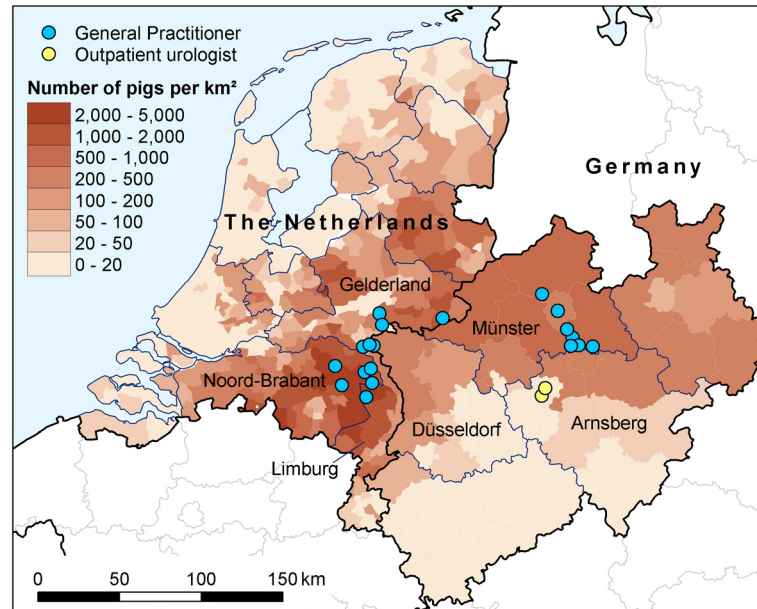 General Practitioner
Outpatient urologist
Number of pigs per km²
2,000 - 5,000
1,000 - 2,000
500 - 1,000
200 - 500
100 - 200
50 - 100
20 - 50
0 - 20
Germany
The Netherlands
Gelderland
Münster
Noord-Brabant
Düsseldorf
Arnsberg
Limburg
0 50 100 150 km